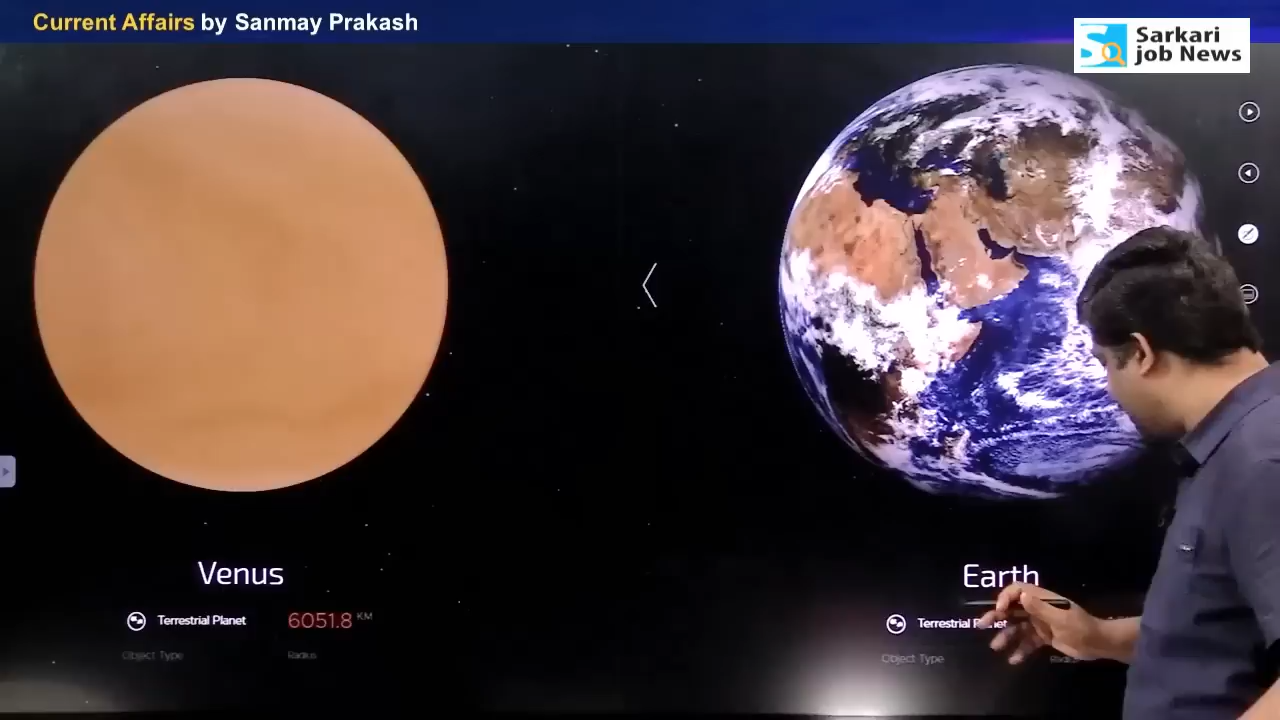 Current Affairs by Sanmay Prakash
Sarkari
job News
Venus
Terrestrial Planet
6051.8 KM
Object Type
Radius
Earth
Terrestrial
Object Type